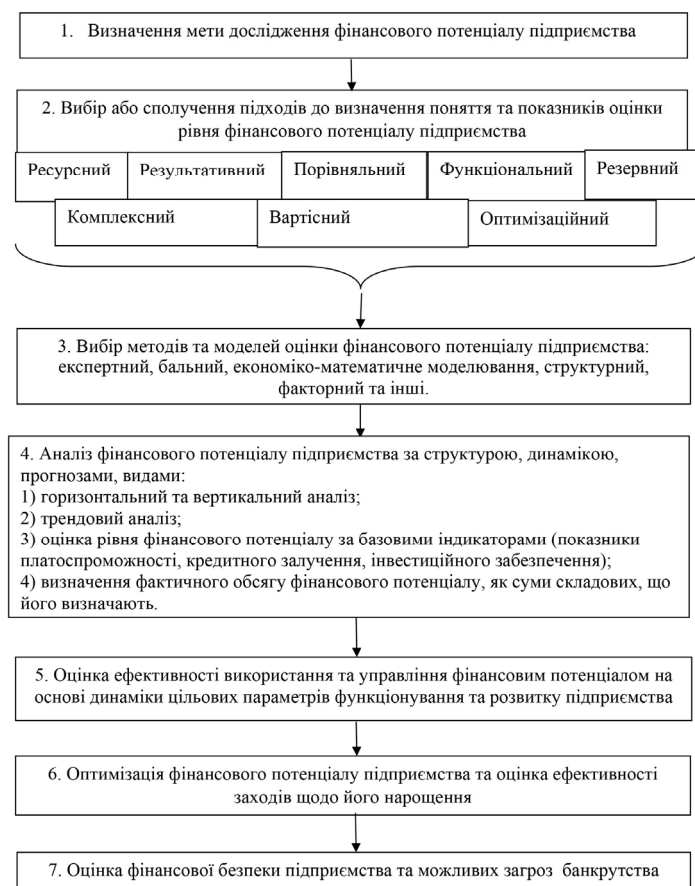 1. Визначення мети дослідження фінансового потенціалу підприємства
2. Вибір або сполучення підходів до визначення поняття та показників оцінки
рівня фінансового потенціалу підприємства
Ресурсний Результативний Порівняльний Функціональний Резервний
Комплексний Вартісний Оптимізаційний
3. Вибір методів та моделей оцінки фінансового потенціалу підприємства:
експертний, бальний, економіко-математичне моделювання, структурний,
факторний та інші.
4. Аналіз фінансового потенціалу підприємства за структурою, динамікою,
прогнозами, видами:
1) горизонтальний та вертикальний аналіз;
2) трендовий аналіз;
3) оцінка рівня фінансового потенціалу за базовими індикаторами (показники
платоспроможності, кредитного залучення, інвестиційного забезпечення);
4) визначення фактичного обсягу фінансового потенціалу, як суми складових, що
його визначають.
5. Оцінка ефективності використання та управління фінансовим потенціалом на
основі динаміки цільових параметрів функціонування та розвитку підприємства
6. Оптимізація фінансового потенціалу підприємства та оцінка ефективності
заходів щодо його нарощення
7. Оцінка фінансової безпеки підприємства та можливих загроз банкрутства